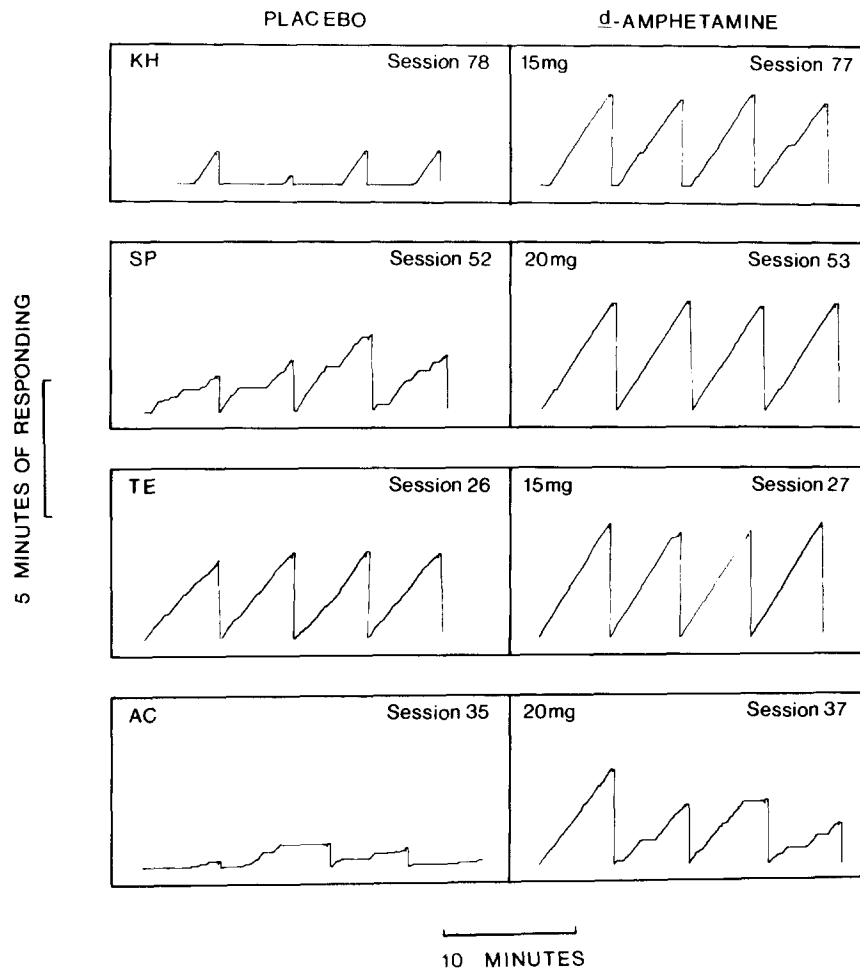 PLACEBO
d-AMPHETAMINE
KH Session 78
15mg Session 77
SP Session 52
20mg Session 53
5 MINUTES OF RESPONDING
TE Session 26
15mg Session 27
AC Session 35
20mg Session 37
10 MINUTES